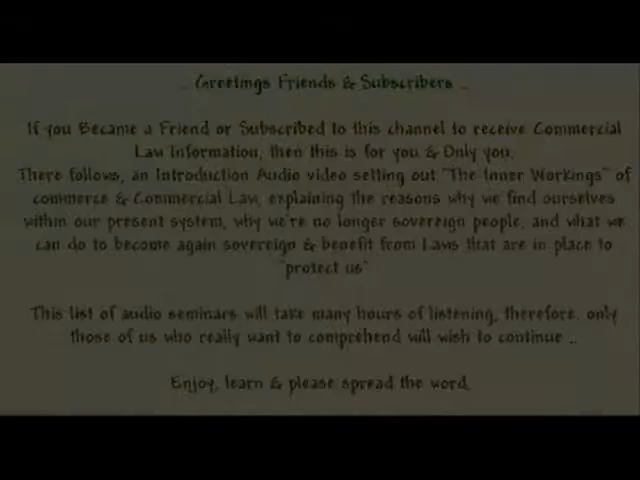 .. Greetings Friends & Subscribers ..
If you Became a Friend or Subscribed to this channel to receive Commercial
Law Information, then this is for you & Only you.
There follows, an Introduction Audio video setting out "The Inner Workings" of
commerce & Commercial Law, explaining the reasons why we find ourselves
within our present system, why we're no longer sovereign people, and what we
can do to become again sovereign & benefit from Laws that are in place to
"protect us"
This list of audio seminars will take many hours of listening, therefore, only
those of us who really want to comprehend will wish to continue ..
Enjoy, learn & please spread the word,